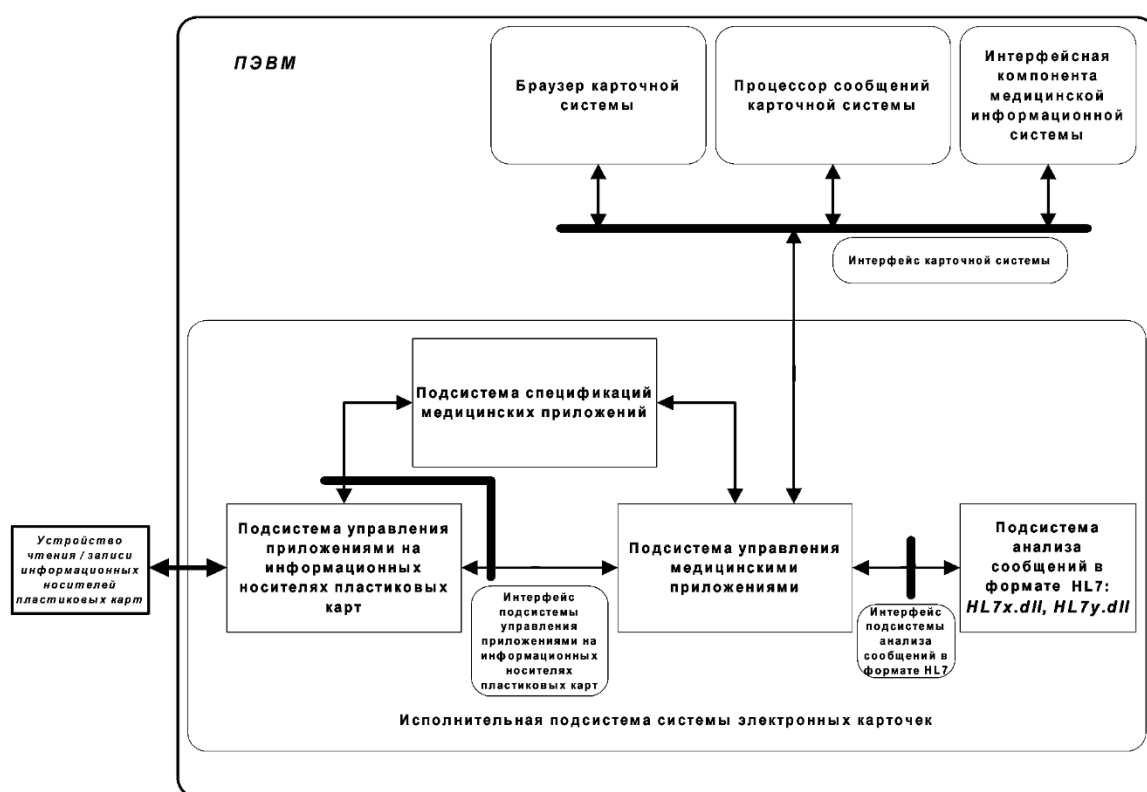 ПЭВМ
Браузер карточной
системы
Процессор сообщений
карточной системы
Интерфейсная
компонента
медицинской
информационной
системы
Интерфейс карточной системы
Подсистема спецификаций
медицинских приложений
Устройство
чтения / записи
информационных
носителей
пластиковых карт
Подсистема управления
приложениями на
информационных
носителях пластиковых
карт
Подсистема управления
медицинскими
приложениями
Подсистема
анализа
сообщений в
формате HL7:
HL7x.dll, HL7y.dll
Интерфейс
подсистемы
управления
приложениями на
информационных
носителях
пластиковых карт
Интерфейс
подсистемы
анализа
сообщений в
формате HL7
Исполнительная подсистема системы электронных карточек